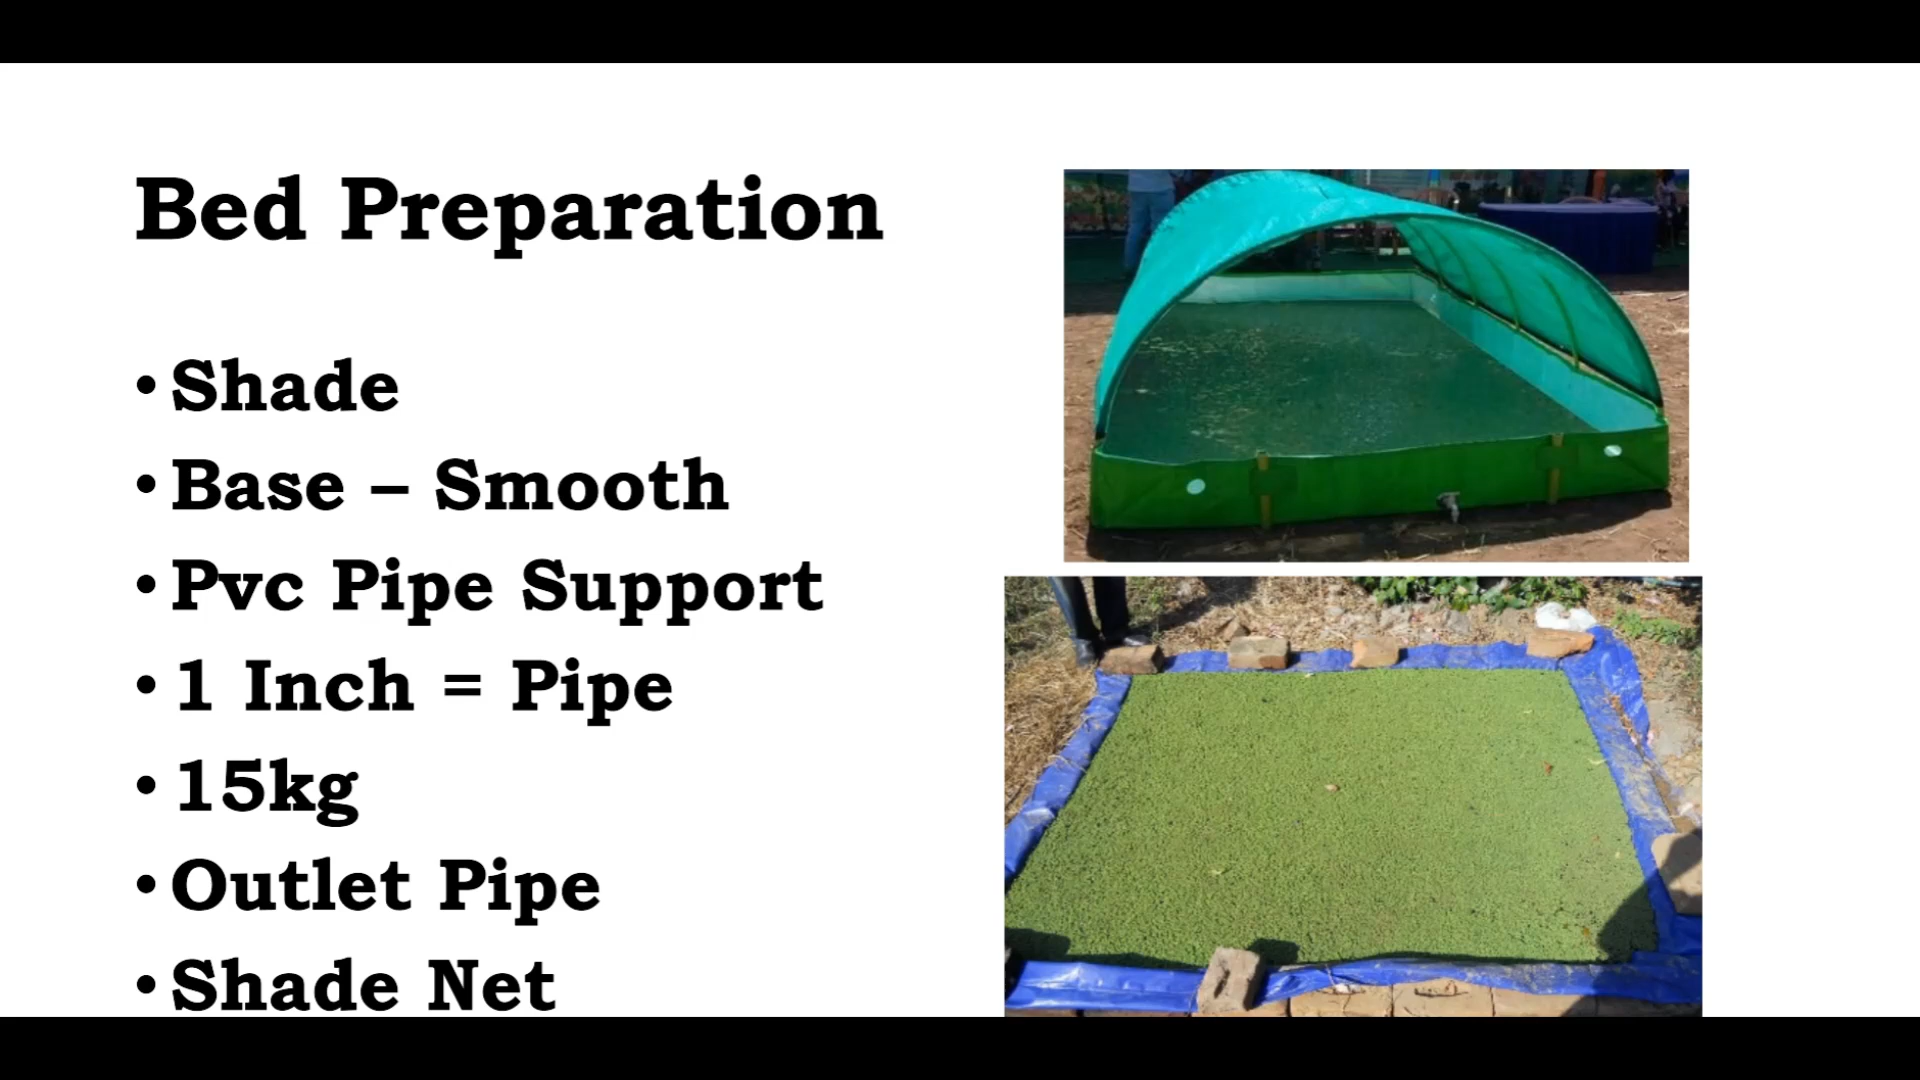 Bed Preparation
• Shade
• Base – Smooth
• Pvc Pipe Support
• 1 Inch = Pipe
• 15kg
• Outlet Pipe
• Shade Net